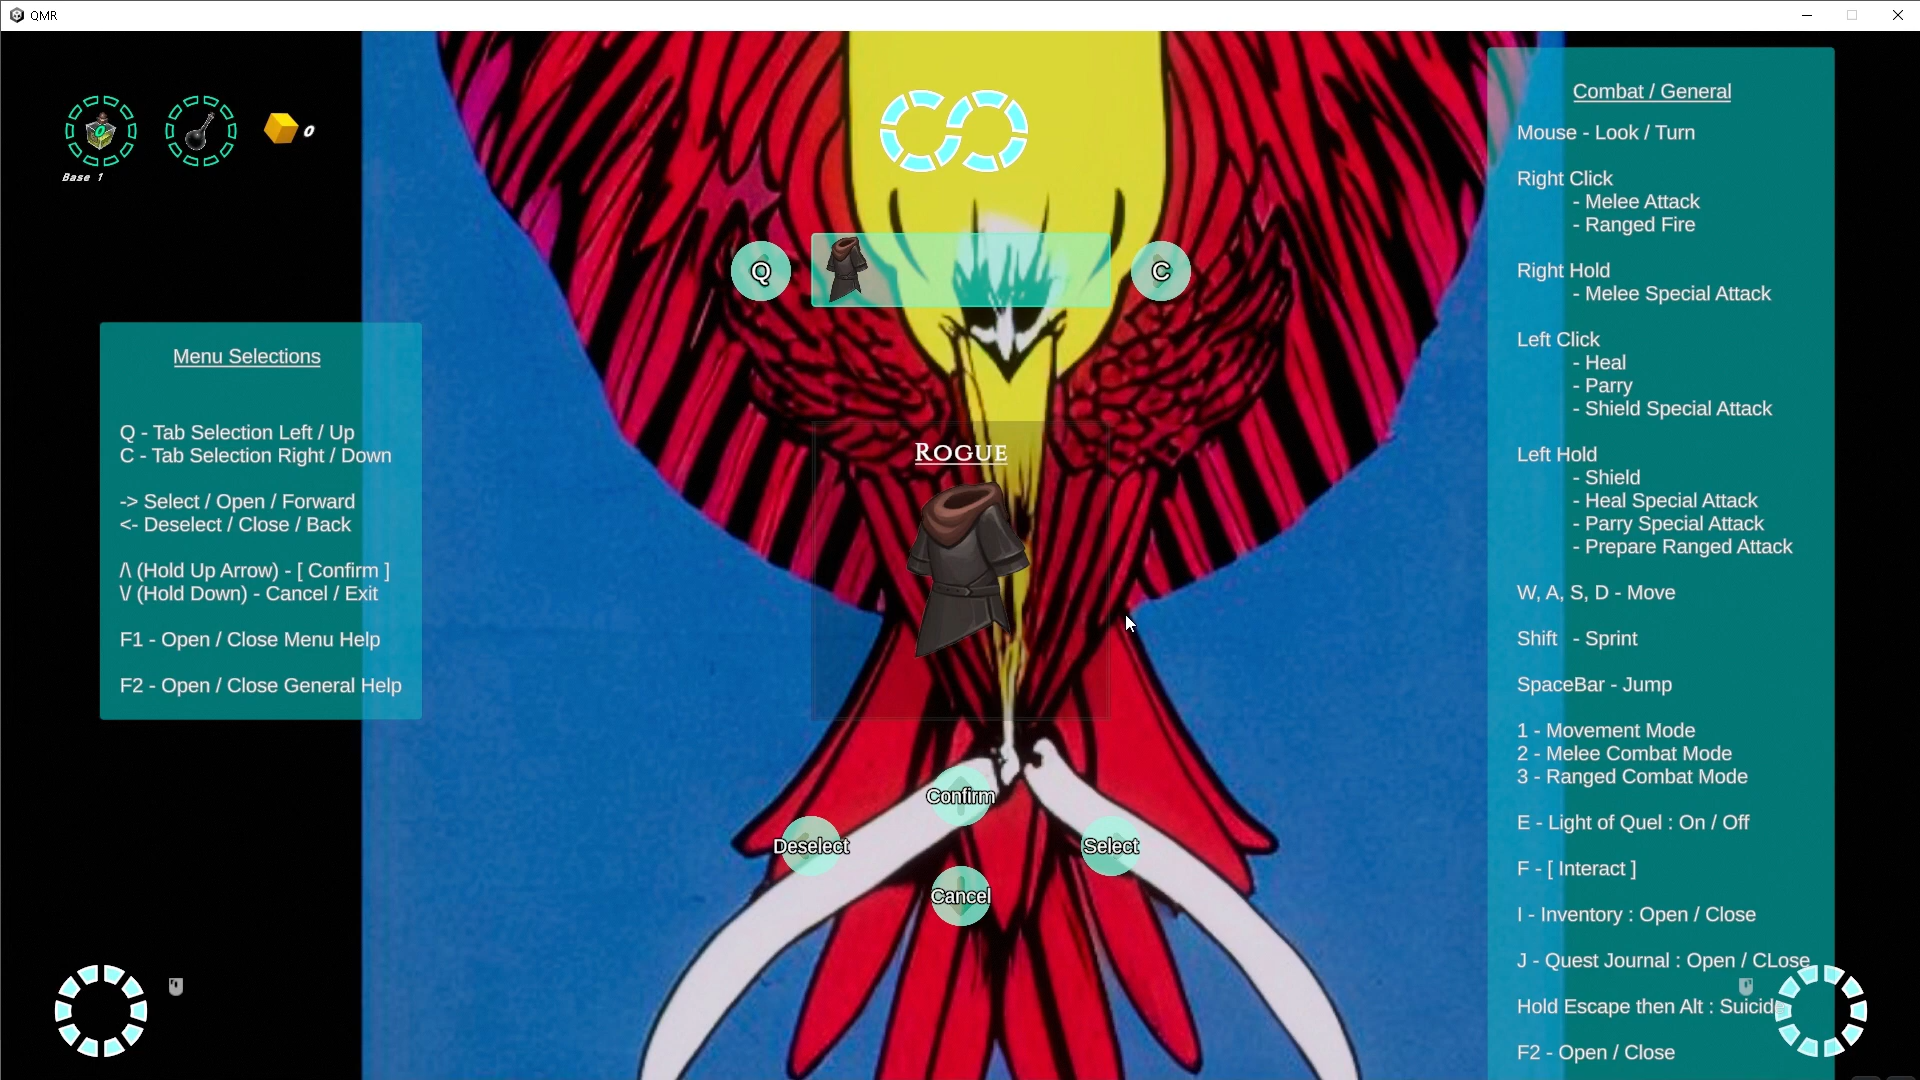 QMR
0
0
Base 1
Q
C
Rogue
Confirm
Deselect
Select
Cancel
Menu Selections
Q - Tab Selection Left / Up
C - Tab Selection Right / Down
-> Select / Open / Forward
<- Deselect / Close / Back
/\ (Hold Up Arrow) - [ Confirm ]
\/ (Hold Down) - Cancel / Exit
F1 - Open / Close Menu Help
F2 - Open / Close General Help
Combat / General
Mouse - Look / Turn
Right Click
- Melee Attack
- Ranged Fire
Right Hold
- Melee Special Attack
Left Click
- Heal
- Parry
- Shield Special Attack
Left Hold
- Shield
- Heal Special Attack
- Parry Special Attack
- Prepare Ranged Attack
W, A, S, D - Move
Shift - Sprint
SpaceBar - Jump
1 - Movement Mode
2 - Melee Combat Mode
3 - Ranged Combat Mode
E - Light of Quel : On / Off
F - [ Interact ]
I - Inventory : Open / Close
J - Quest Journal : Open / CLose
Hold Escape then Alt : Suicide
F2 - Open / Close